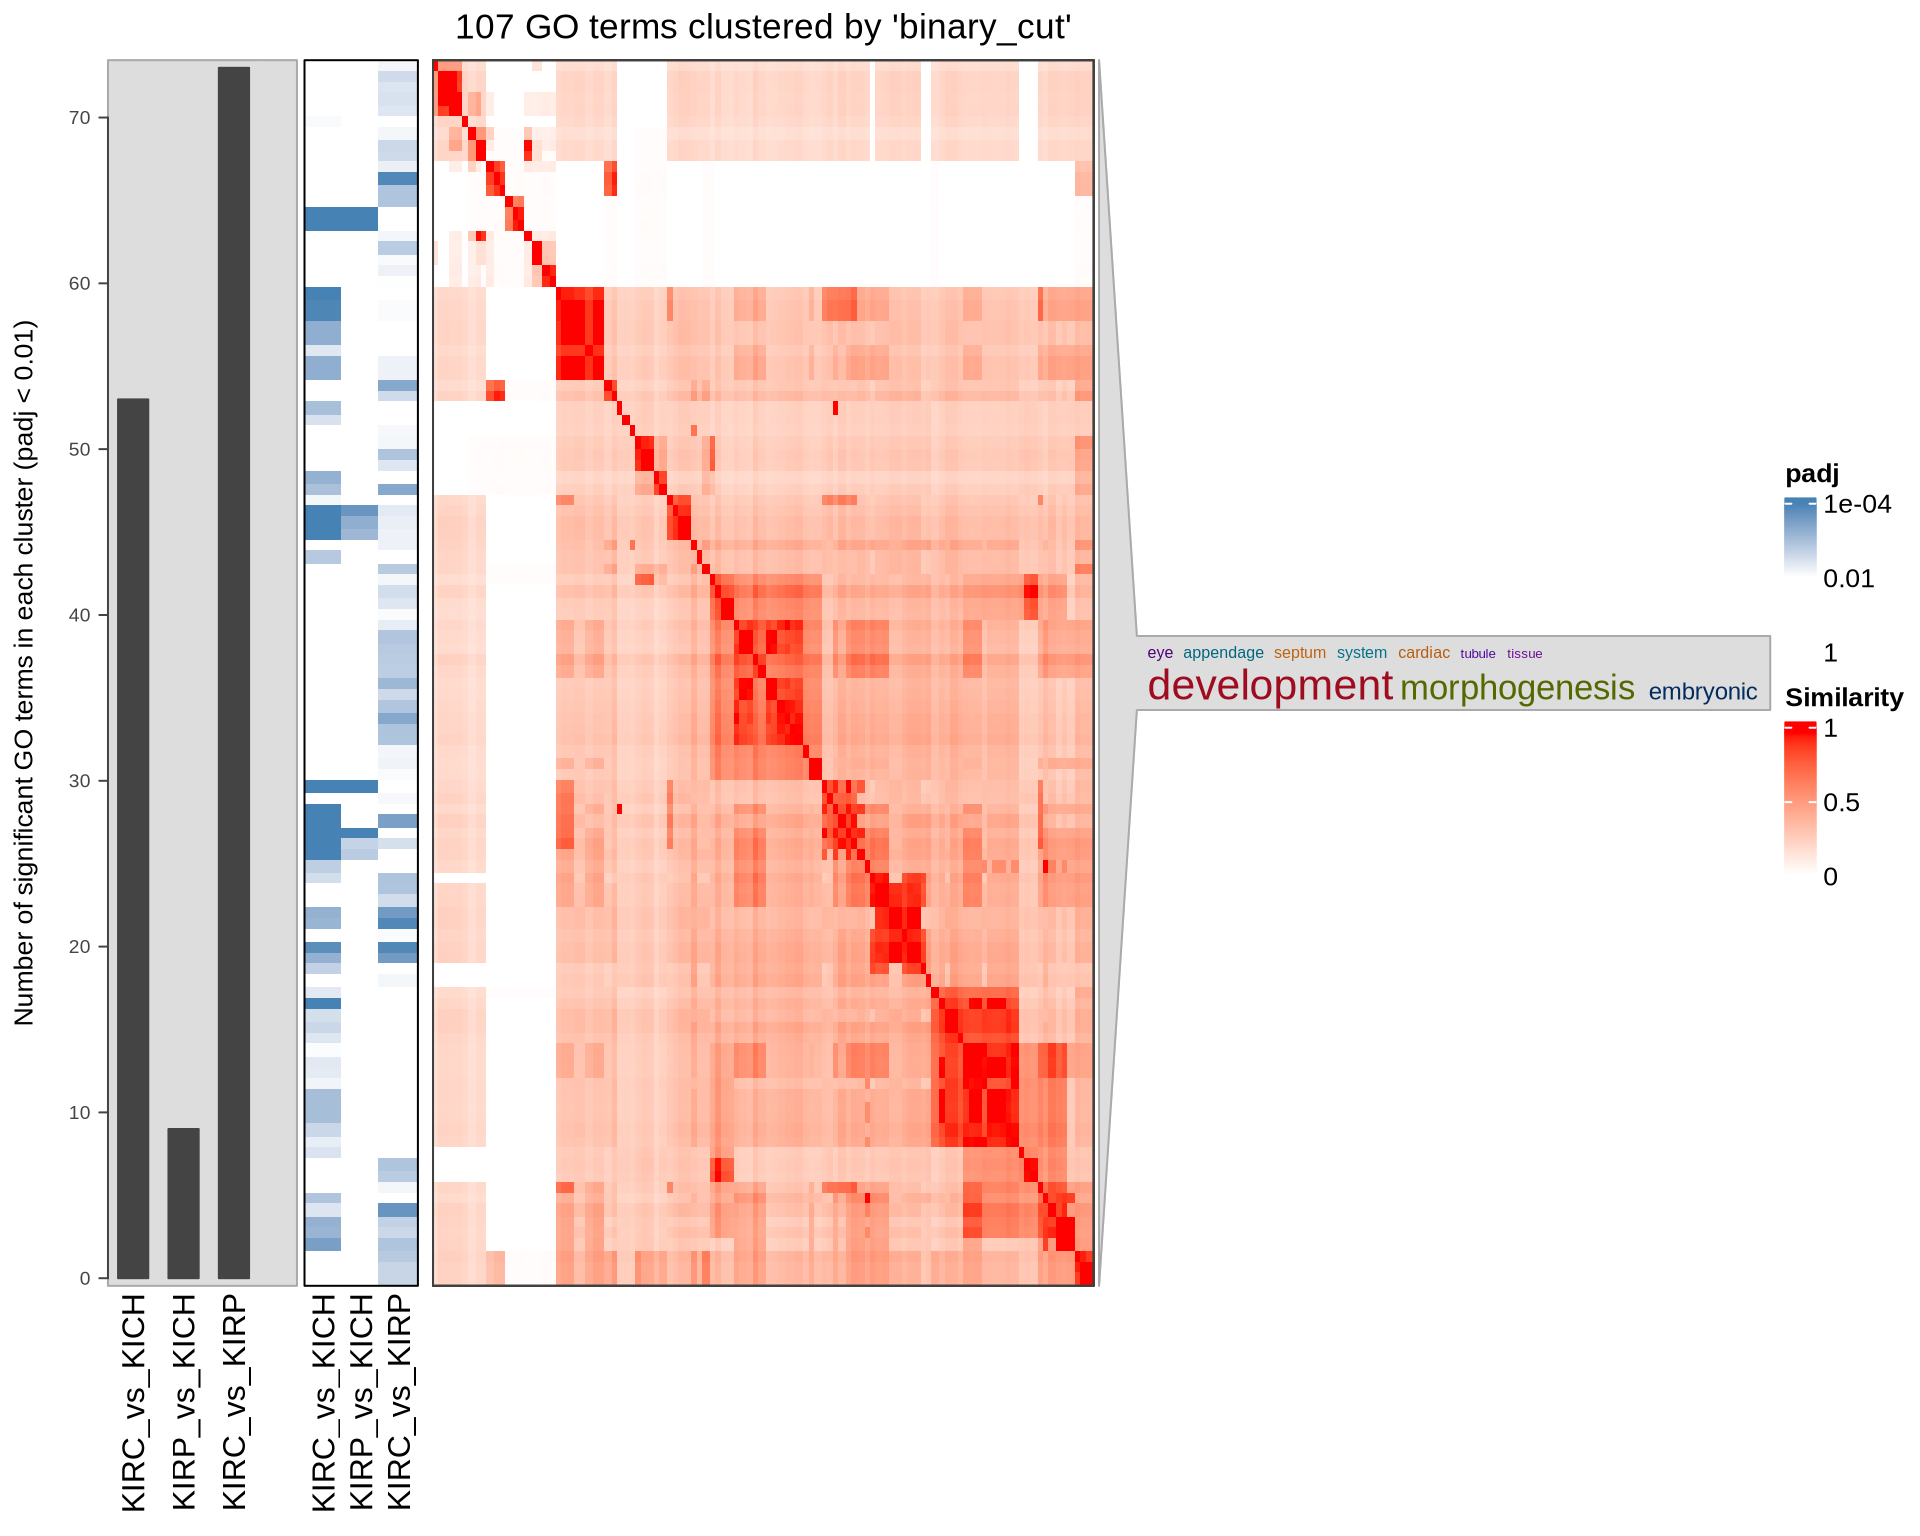 107 GO terms clustered by 'binary_cut'
Number of significant GO terms in each cluster (padj < 0.01)
70
60
50
40
30
20
10
0
KIRC_vs_KICH
KIRP_vs_KICH
KIRC_vs_KIRP
KIRC_vs_KICH
KIRP_vs_KICH
KIRC_vs_KIRP
eye appendage septum system cardiac tubule tissue
development morphogenesis embryonic
padj
1e-04
0.01
1
Similarity
1
0.5
0